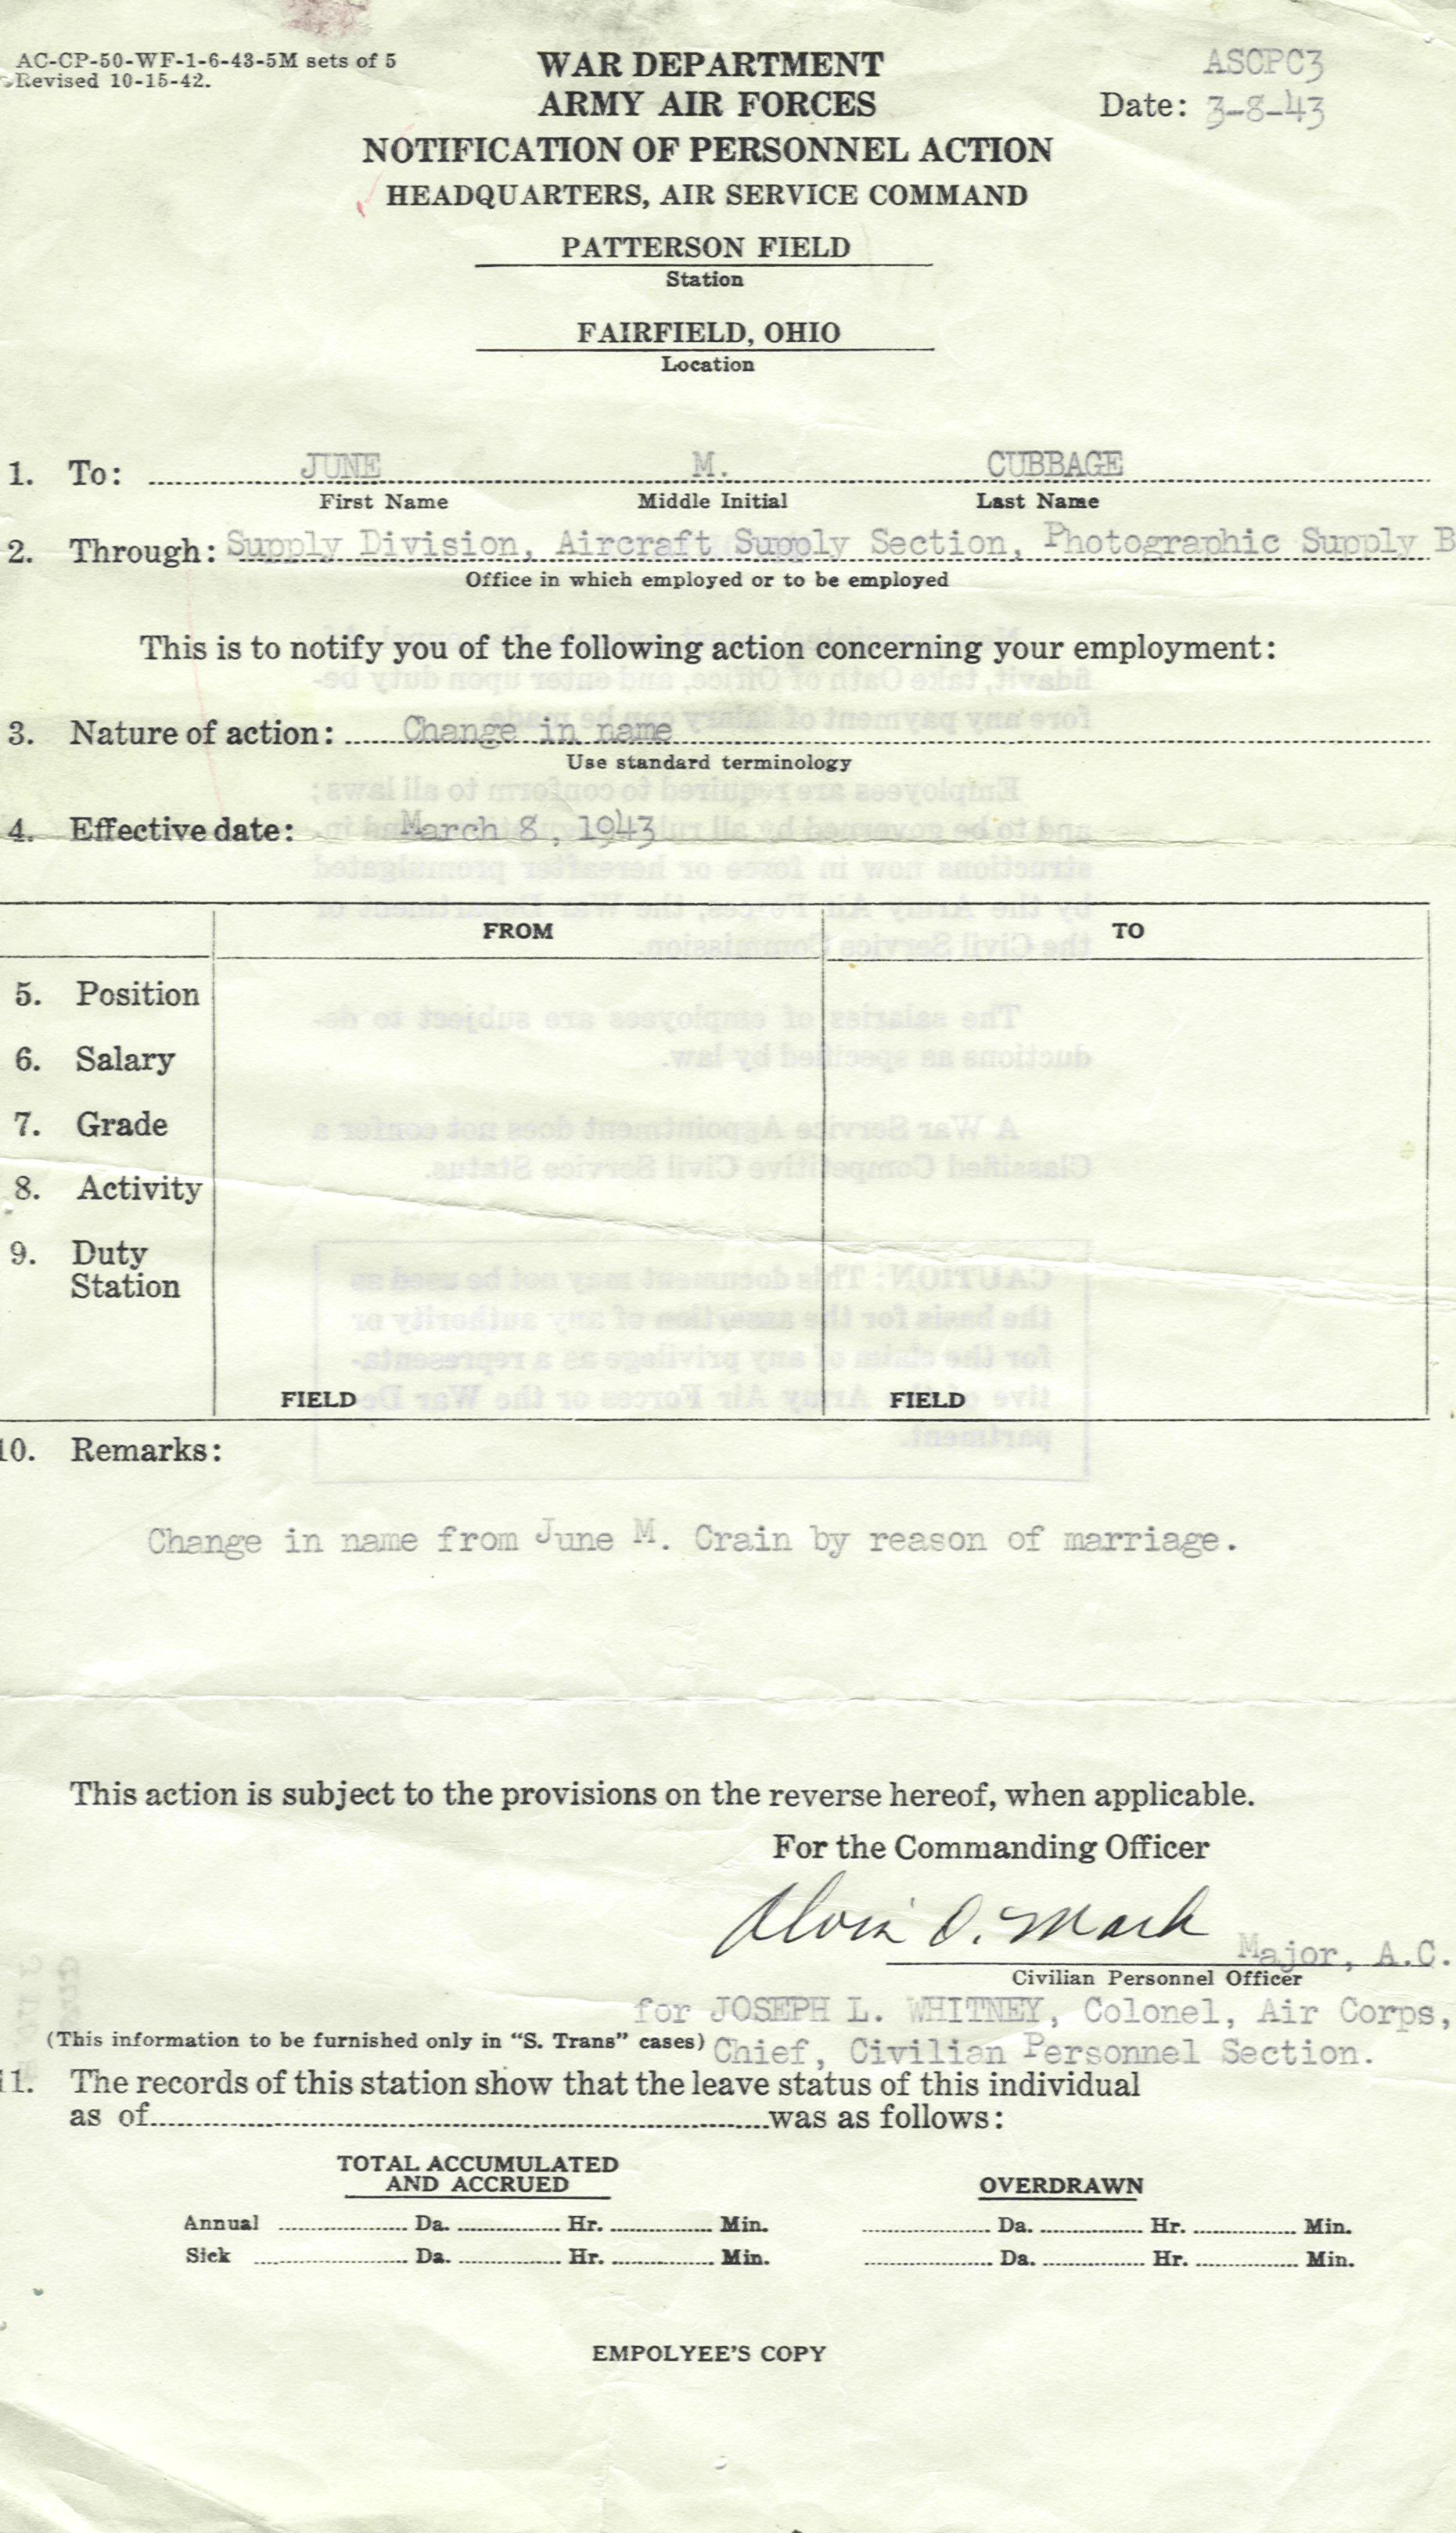 AC-CP-50-WF-1-6-43-5M sets of 5
Revised 10-15-42.
WAR DEPARTMENT
ARMY AIR FORCES
NOTIFICATION OF PERSONNEL ACTION
HEADQUARTERS, AIR SERVICE COMMAND
ASCPC3
Date: 3-8-43
PATTERSON FIELD
Station
FAIRFIELD, OHIO
Location
1. To: JUNE M. CUBBAGE
First Name Middle Initial Last Name
2. Through: Supply Division, Aircraft Supply Section, Photographic Supply B
Office in which employed or to be employed
This is to notify you of the following action concerning your employment:
3. Nature of action: Change in name
Use standard terminology
4. Effective date: March 8, 1943
FROM TO
5. Position
6. Salary
7. Grade
8. Activity
9. Duty
Station
FIELD FIELD
10. Remarks:
Change in name from June M. Crain by reason of marriage.
This action is subject to the provisions on the reverse hereof, when applicable.
For the Commanding Officer
Alvin O. Mark Major, A.C.
Civilian Personnel Officer
for JOSEPH L. WHITNEY, Colonel, Air Corps,
(This information to be furnished only in "S. Trans" cases) Chief, Civilian Personnel Section.
11. The records of this station show that the leave status of this individual
as of was as follows:
TOTAL ACCUMULATED
AND ACCRUED OVERDRAWN
Annual Da. Hr. Min. Da. Hr. Min.
Sick Da. Hr. Min. Da. Hr. Min.
EMPOLYEE'S COPY